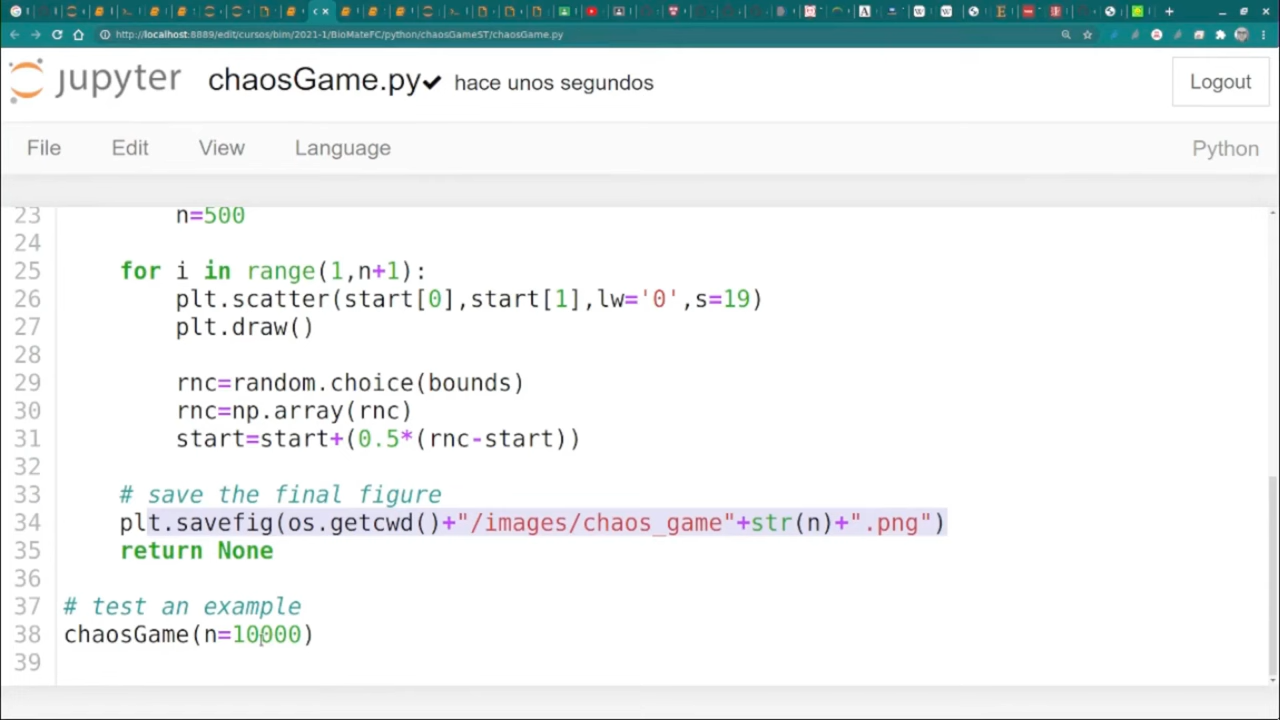 http://localhost:8889/edit/cursos/bim/2021-1/BioMateFC/python/chaosGameST/chaosGame.py
jupyter chaosGame.py✔ hace unos segundos Logout
File Edit View Language Python
23 n=500
24
25 for i in range(1,n+1):
26 plt.scatter(start[0],start[1],lw='0',s=19)
27 plt.draw()
28
29 rnc=random.choice(bounds)
30 rnc=np.array(rnc)
31 start=start+(0.5*(rnc-start))
32
33 # save the final figure
34 plt.savefig(os.getcwd()+"/images/chaos_game"+str(n)+".png")
35 return None
36
37 # test an example
38 chaosGame(n=10000)
39